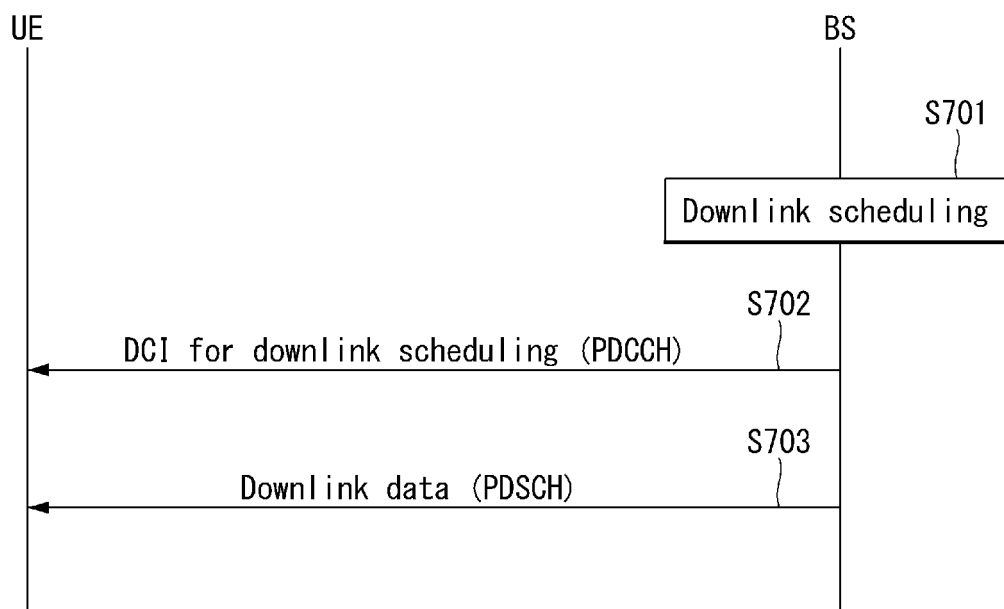 UE
BS
S701
Downlink scheduling
S702
DCI for downlink scheduling (PDCCH)
S703
Downlink data (PDSCH)